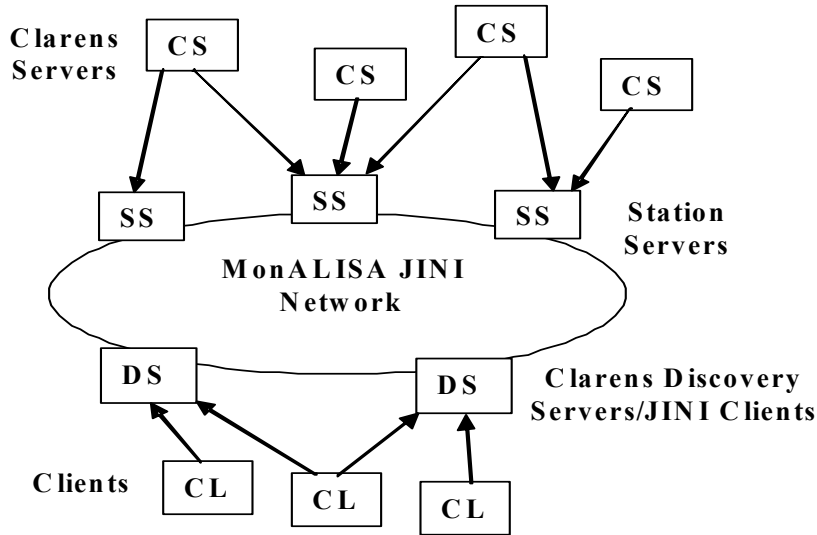 Clarens
Servers
CS
CS
CS
CS
SS
SS
SS
Station
Servers
MonALISA JINI
Network
DS
DS
Clarens Discovery
Servers/JINI Clients
Clients
CL
CL
CL